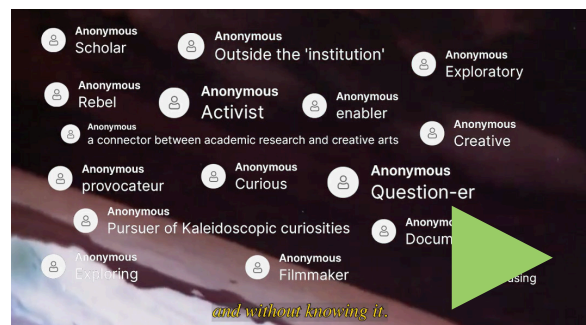 Anonymous
Scholar
Anonymous
Outside the 'institution'
Anonymous
Exploratory
Anonymous
Rebel
Anonymous
Activist
Anonymous
enabler
Anonymous
a connector between academic research and creative arts
Anonymous
Creative
Anonymous
provocateur
Anonymous
Curious
Anonymous
Question-er
Anonymous
Pursuer of Kaleidoscopic curiosities
Anonymous
Exploring
Anonymous
Filmmaker
and without knowing it.